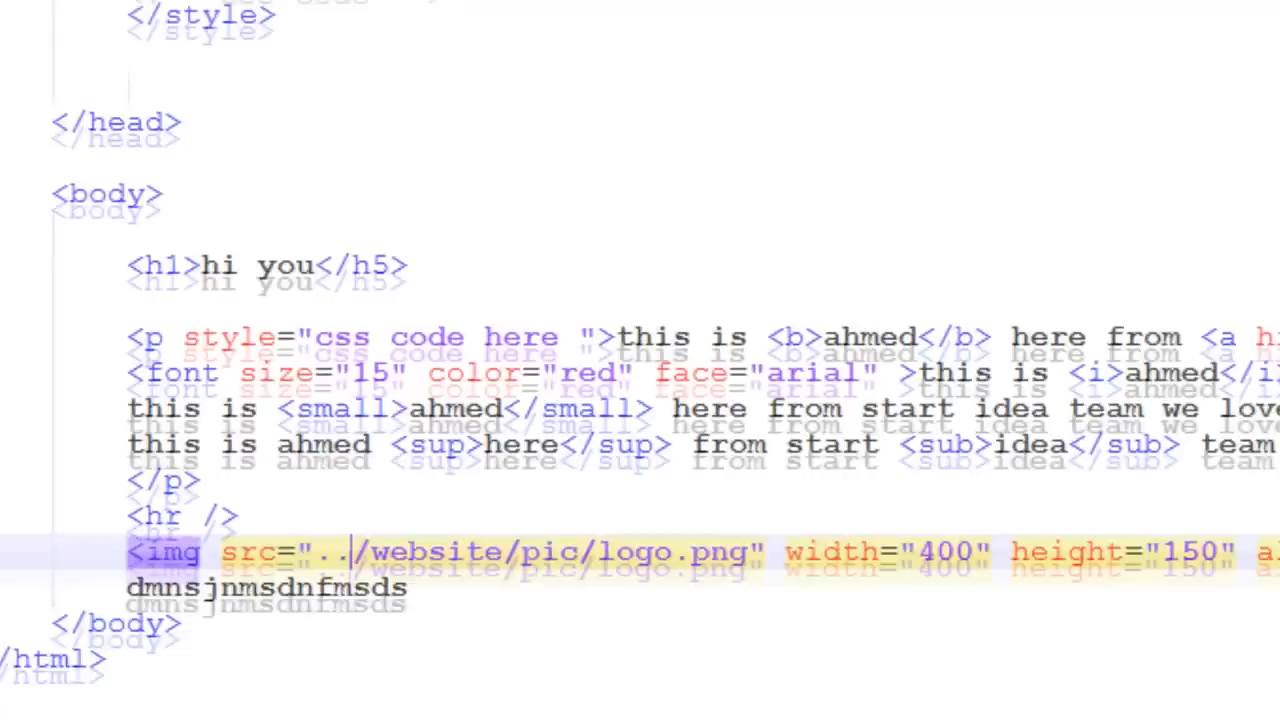 </style>
</head>
<body>
<h1>hi you</h5>
<p style="css code here ">this is <b>ahmed</b> here from <a
<font size="15" color="red" face="arial" >this is <i>ahmed</i
this is <small>ahmed</small> here from start idea team we
this is ahmed <sup>here</sup> from start <sub>idea</sub> team
</p>
<hr />
<img src="../website/pic/logo.png" width="400" height="150"
dmnsjnmsdnfmsds
</body>
/html>